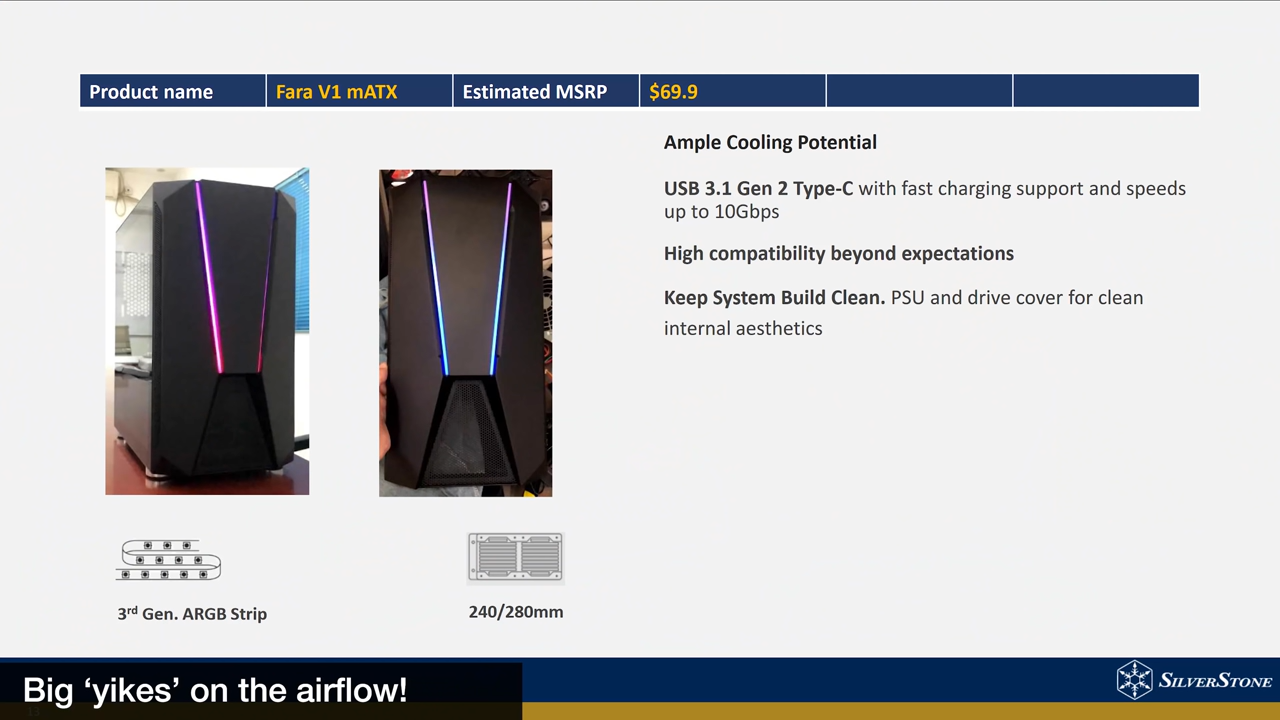 Product name Fara V1 mATX Estimated MSRP $69.9
Ample Cooling Potential
USB 3.1 Gen 2 Type-C with fast charging support and speeds
up to 10Gbps
High compatibility beyond expectations
Keep System Build Clean. PSU and drive cover for clean
internal aesthetics
3rd Gen. ARGB Strip
240/280mm
Big ‘yikes’ on the airflow!
SILVERSTONE